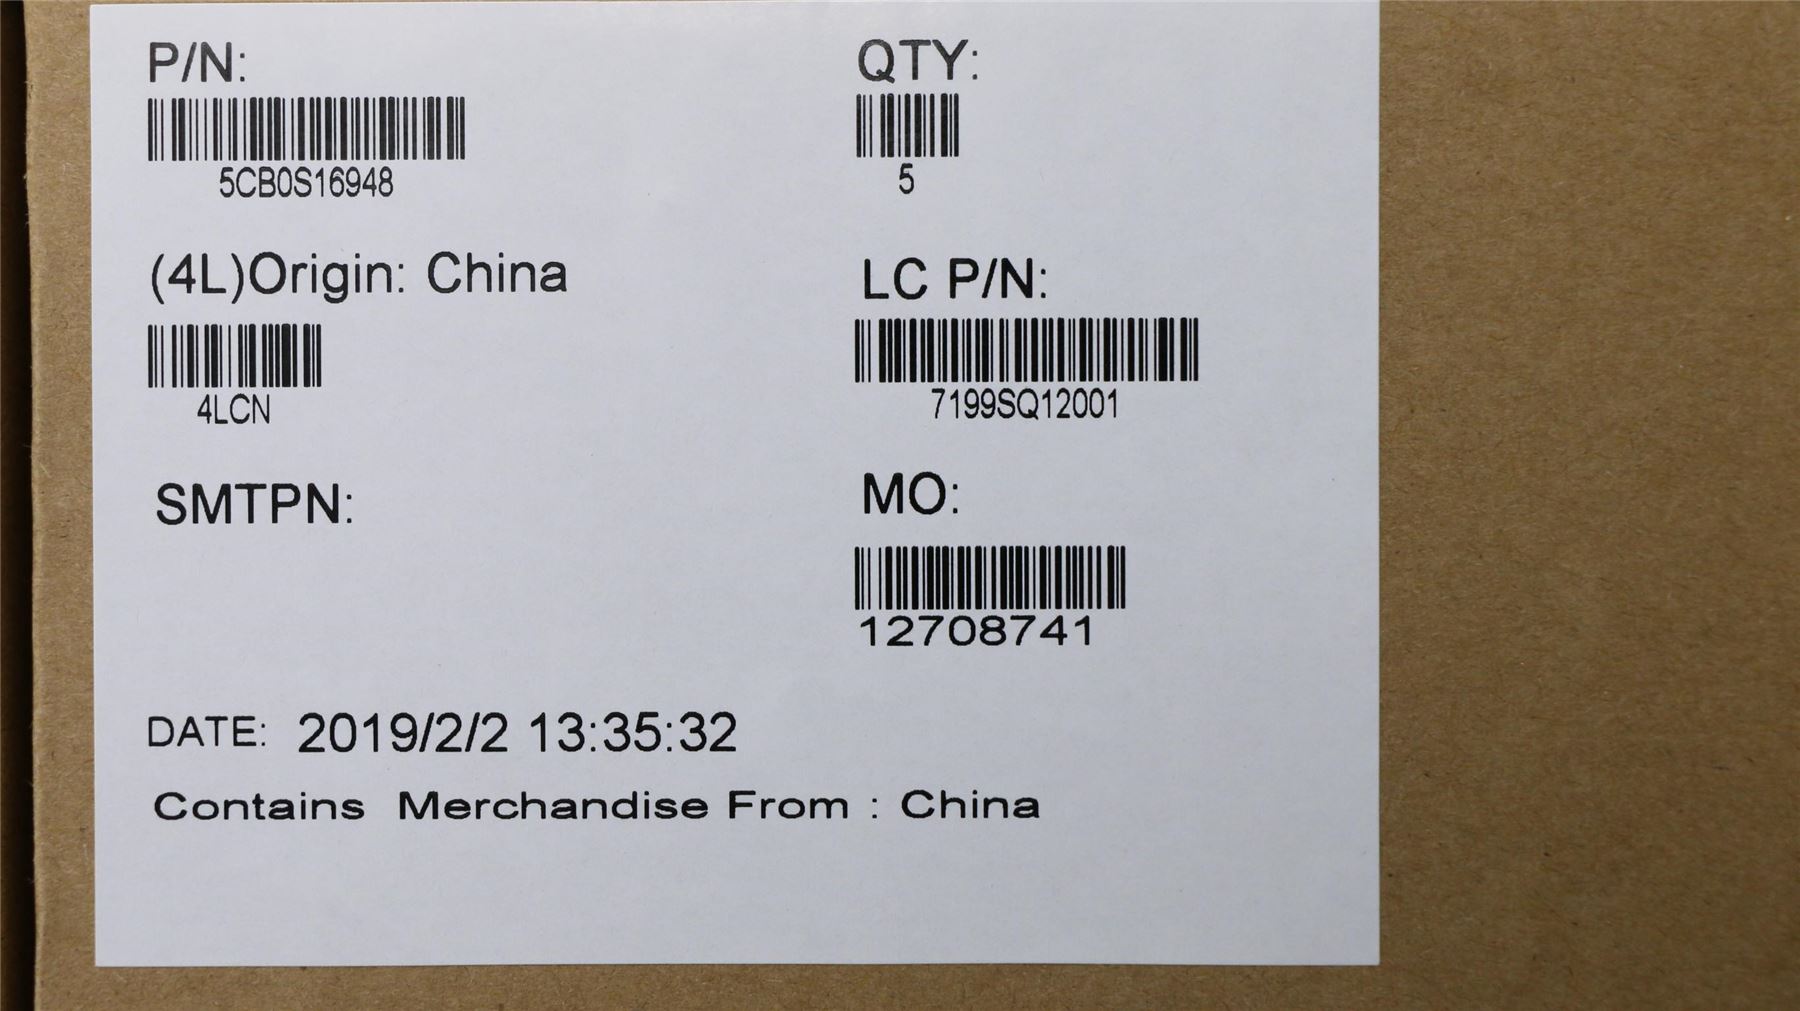 P/N:
5CB0S16948
QTY:
5
(4L)Origin: China
4LCN
LC P/N:
7199SQ12001
SMTPN:
MO:
12708741
DATE: 2019/2/2 13:35:32
Contains Merchandise From : China